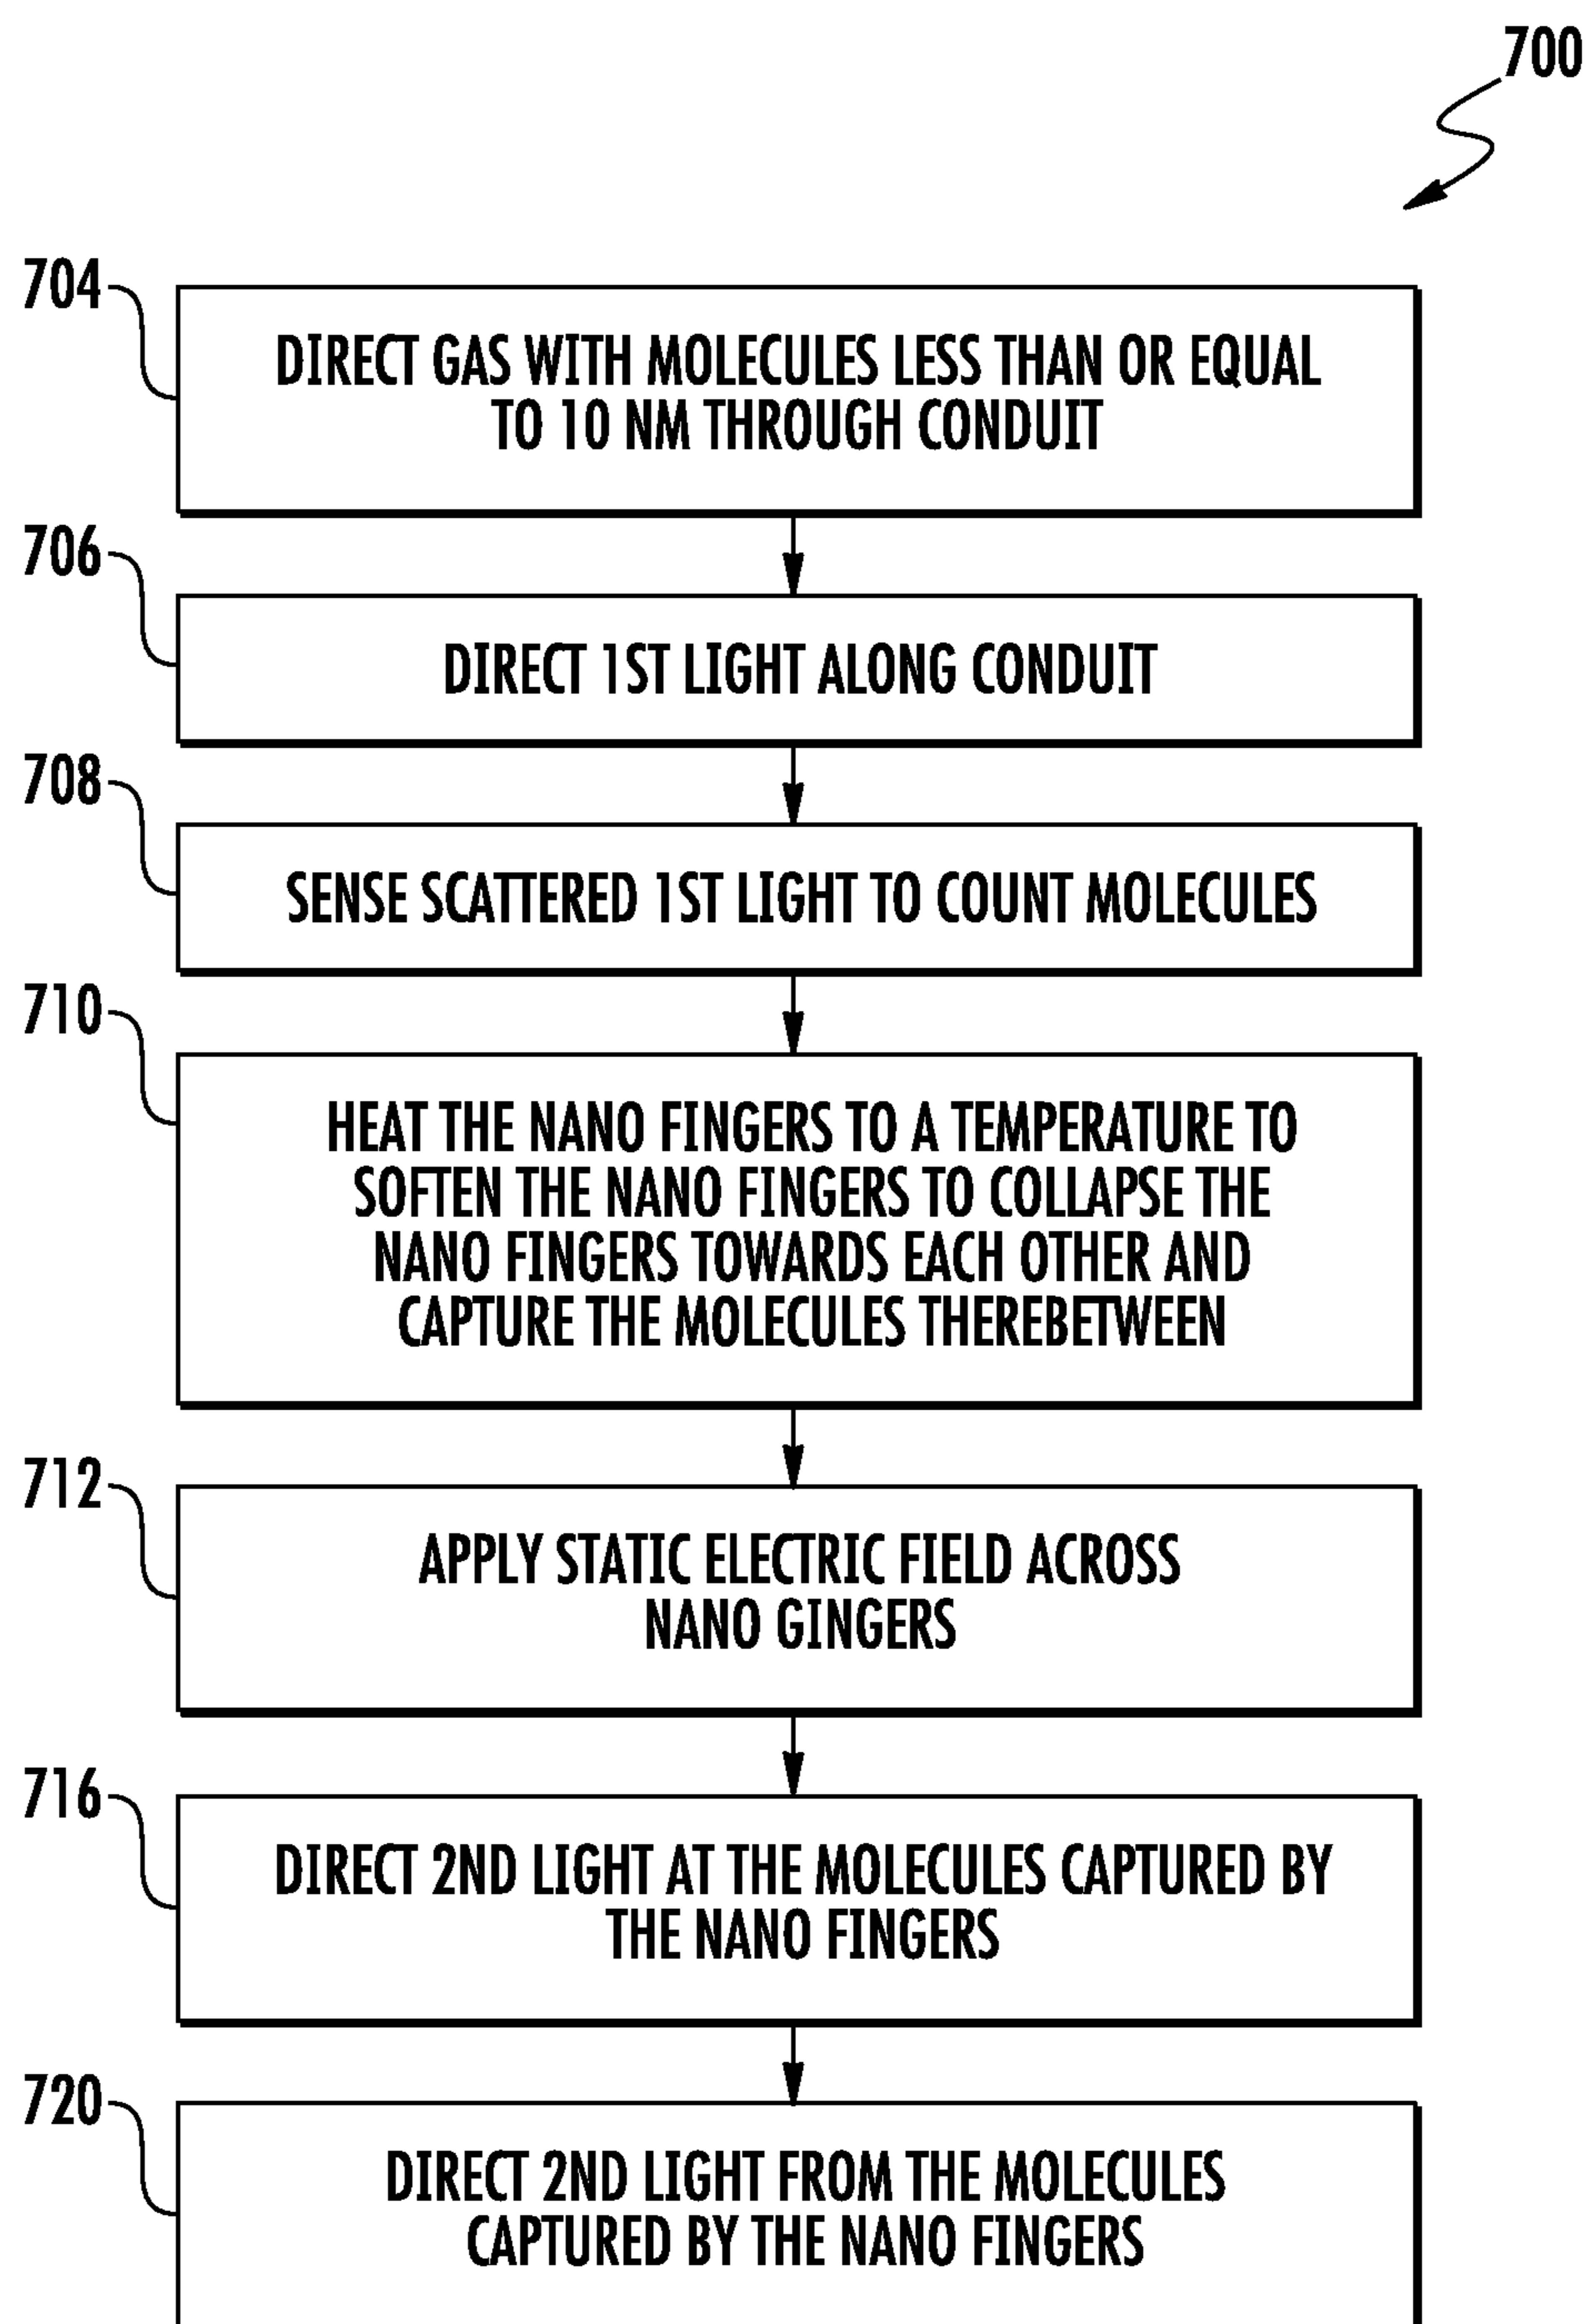 700
704
DIRECT GAS WITH MOLECULES LESS THAN OR EQUAL
TO 10 NM THROUGH CONDUIT
706
DIRECT 1ST LIGHT ALONG CONDUIT
708
SENSE SCATTERED 1ST LIGHT TO COUNT MOLECULES
710
HEAT THE NANO FINGERS TO A TEMPERATURE TO
SOFTEN THE NANO FINGERS TO COLLAPSE THE
NANO FINGERS TOWARDS EACH OTHER AND
CAPTURE THE MOLECULES THEREBETWEEN
712
APPLY STATIC ELECTRIC FIELD ACROSS
NANO GINGERS
716
DIRECT 2ND LIGHT AT THE MOLECULES CAPTURED BY
THE NANO FINGERS
720
DIRECT 2ND LIGHT FROM THE MOLECULES
CAPTURED BY THE NANO FINGERS